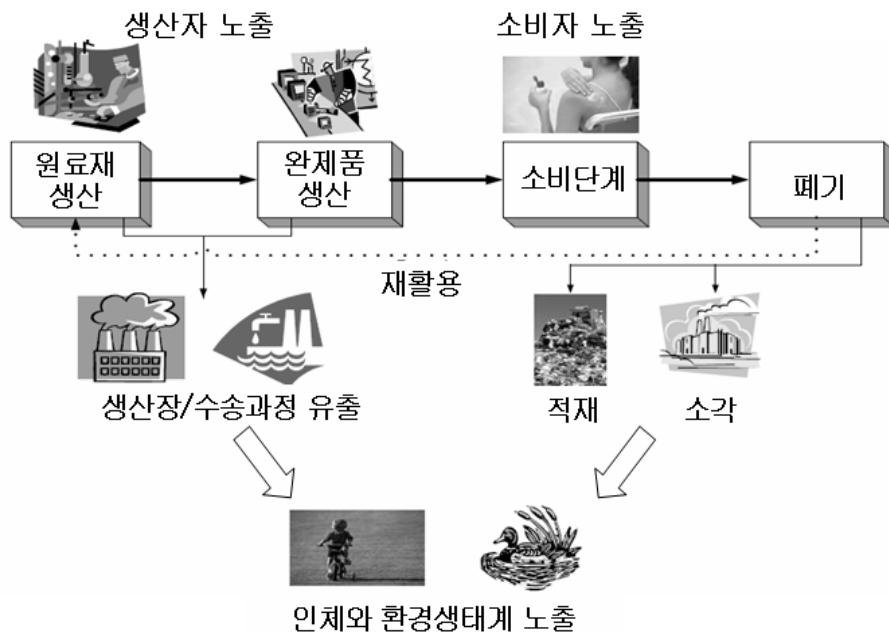 생산자 노출
소비자 노출
원료재
생산
완제품
생산
소비단계
폐기
재활용
생산장/수송과정 유출
적재
소각
인체와 환경생태계 노출